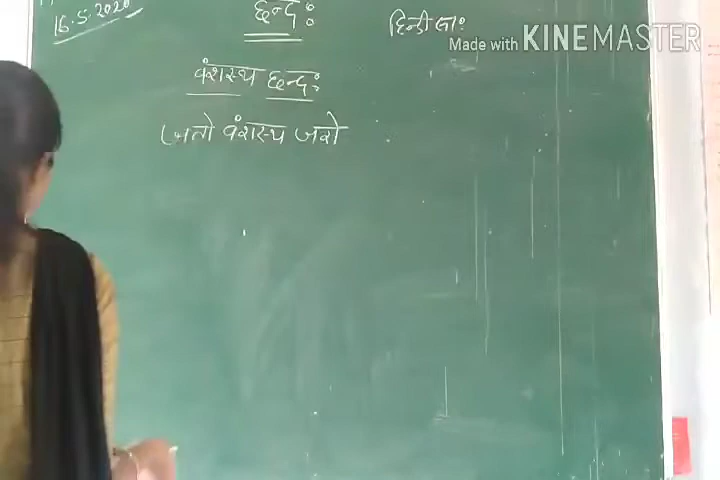 16.5.2020
छन्दः
हिन्दी
Made with KINEMASTER
वंशस्थ छन्दः
जतो वंशस्थ जरो